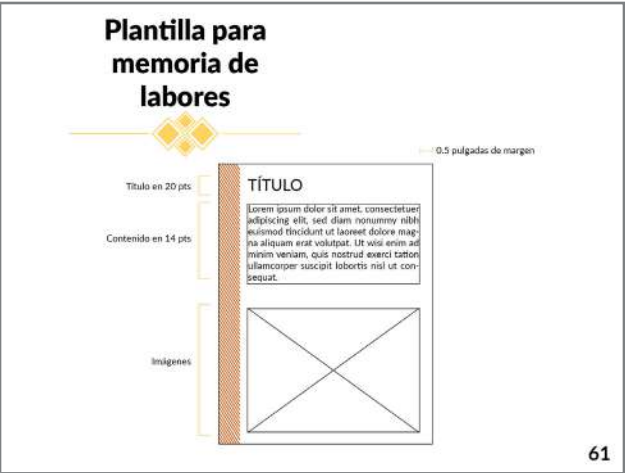 Plantilla para
memoria de
labores
0.5 pulgadas de margen
Título en 20 pts
TÍTULO
Contenido en 14 pts
Lorem ipsum dolor sit amet, consectetuer
adipiscing elit, sed diam nonummy nibh
euismod tincidunt ut laoreet dolore mag-
na aliquam erat volutpat. Ut wisi enim ad
minim veniam, quis nostrud exerci tation
ullamcorper suscipit lobortis nisl ut con-
sequat.
Imágenes
61